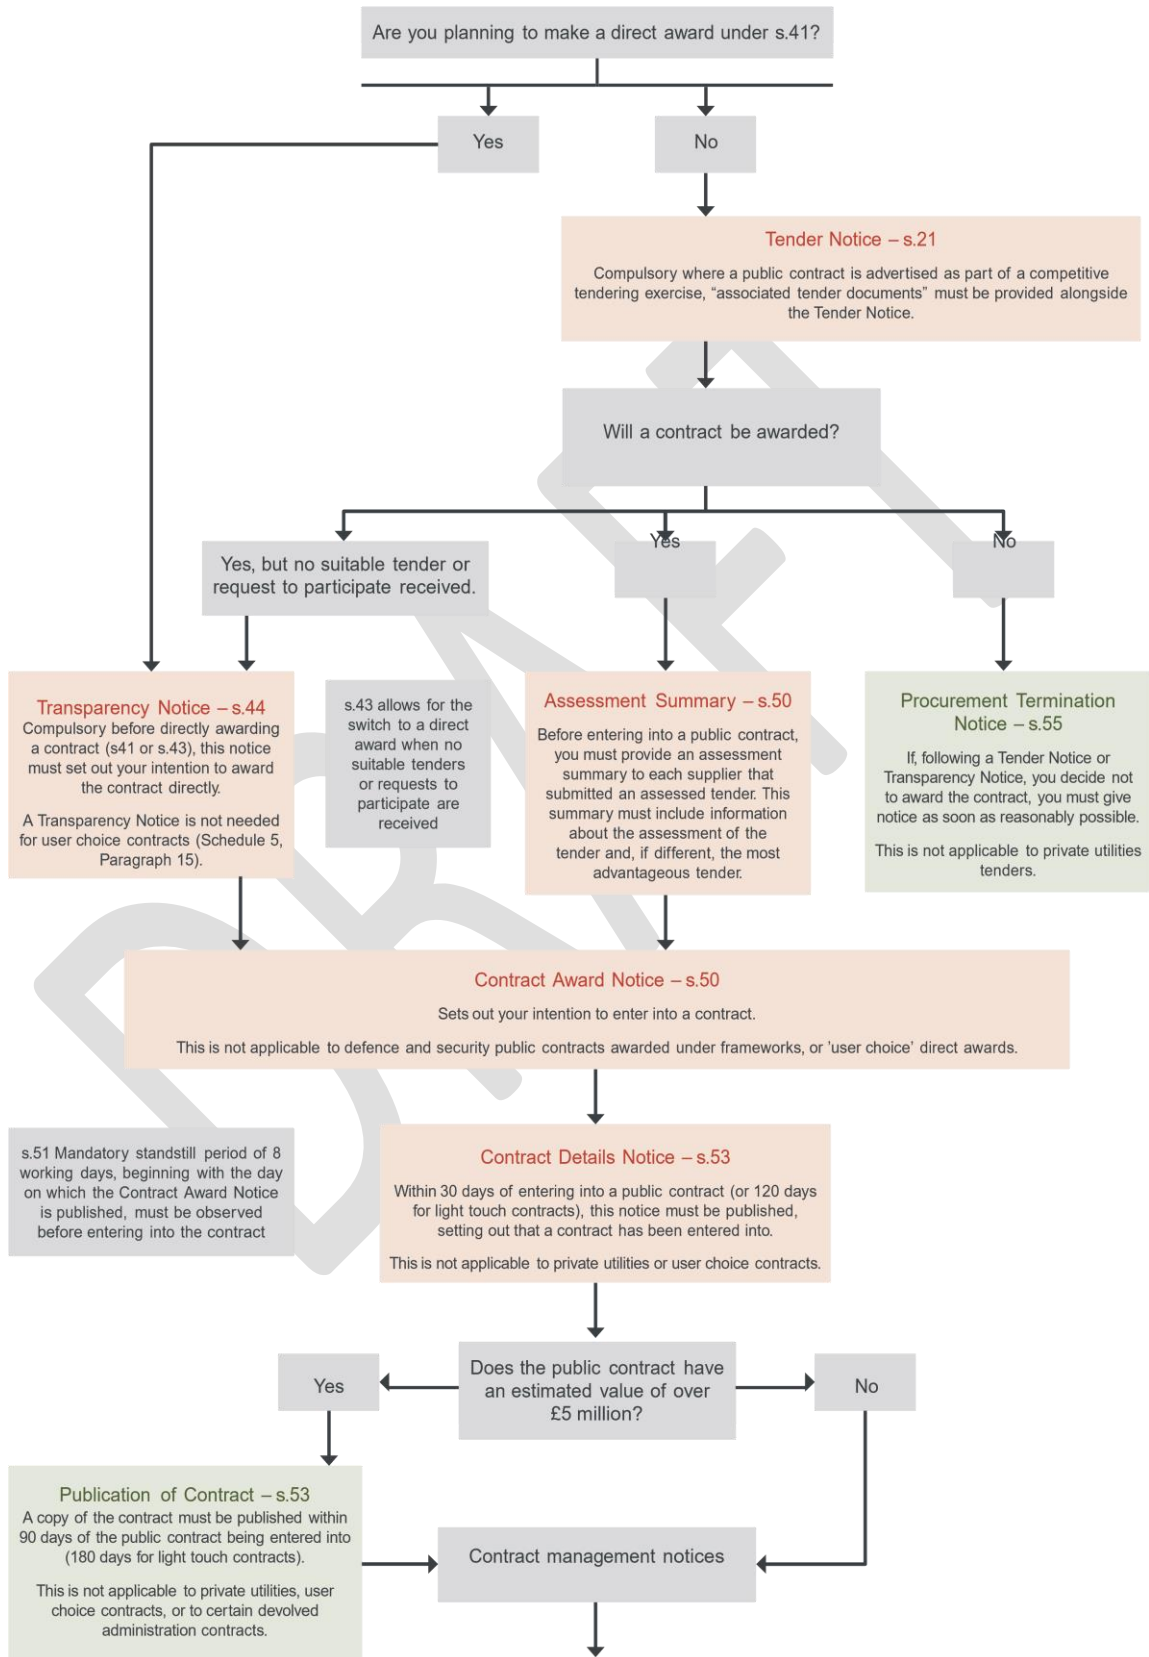 Are you planning to make a direct award under s.41?
Yes
No
Tender Notice – s.21
Compulsory where a public contract is advertised as part of a competitive
tendering exercise, “associated tender documents” must be provided alongside
the Tender Notice.
Will a contract be awarded?
Yes, but no suitable tender or
request to participate received.
Yes
No
Transparency Notice – s.44
Compulsory before directly awarding
a contract (s41 or s.43), this notice
must set out your intention to award
the contract directly.
A Transparency Notice is not needed
for user choice contracts (Schedule 5,
Paragraph 15).
s.43 allows for the
switch to a direct
award when no
suitable tenders
or requests to
participate are
received
Assessment Summary – s.50
Before entering into a public contract,
you must provide an assessment
summary to each supplier that
submitted an assessed tender. This
summary must include information
about the assessment of the
tender and, if different, the most
advantageous tender.
Procurement Termination
Notice – s.55
If, following a Tender Notice or
Transparency Notice, you decide not
to award the contract, you must give
notice as soon as reasonably possible.
This is not applicable to private utilities
tenders.
Contract Award Notice – s.50
Sets out your intention to enter into a contract.
This is not applicable to defence and security public contracts awarded under frameworks, or 'user choice' direct awards.
s.51 Mandatory standstill period of 8
working days, beginning with the day
on which the Contract Award Notice
is published, must be observed
before entering into the contract
Contract Details Notice – s.53
Within 30 days of entering into a public contract (or 120 days
for light touch contracts), this notice must be published,
setting out that a contract has been entered into.
This is not applicable to private utilities or user choice contracts.
Does the public contract have
an estimated value of over
£5 million?
Yes
No
Publication of Contract – s.53
A copy of the contract must be published within
90 days of the public contract being entered into
(180 days for light touch contracts).
This is not applicable to private utilities, user
choice contracts, or to certain devolved
administration contracts.
Contract management notices
DRAFT